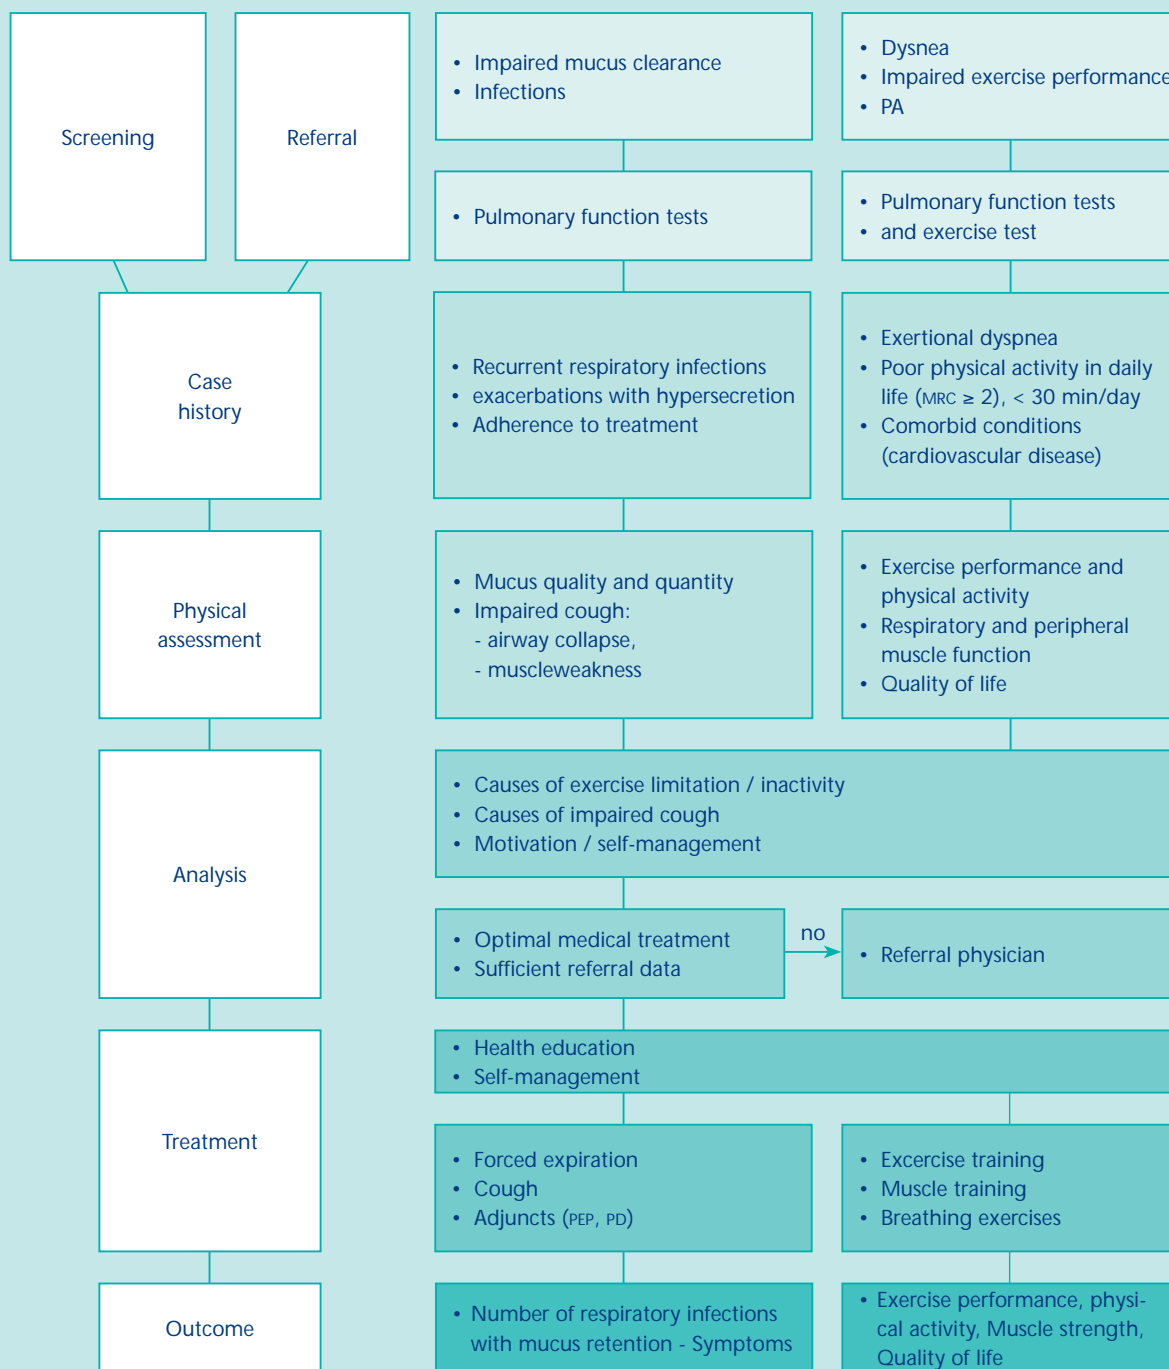 Screening
Referral
• Impaired mucus clearance
• Infections
• Dysnea
• Impaired exercise performance
• PA
• Pulmonary function tests
• Pulmonary function tests
• and exercise test
Case
history
• Recurrent respiratory infections
• exacerbations with hypersecretion
• Adherence to treatment
• Exertional dyspnea
• Poor physical activity in daily
life (MRC ≥ 2), < 30 min/day
• Comorbid conditions
(cardiovascular disease)
Physical
assessment
• Mucus quality and quantity
• Impaired cough:
- airway collapse,
- muscleweakness
• Exercise performance and
physical activity
• Respiratory and peripheral
muscle function
• Quality of life
Analysis
• Causes of exercise limitation / inactivity
• Causes of impaired cough
• Motivation / self-management
• Optimal medical treatment
• Sufficient referral data
no
• Referral physician
Treatment
• Health education
• Self-management
• Forced expiration
• Cough
• Adjuncts (PEP, PD)
• Excercise training
• Muscle training
• Breathing exercises
Outcome
• Number of respiratory infections
with mucus retention - Symptoms
• Exercise performance, physi-
cal activity, Muscle strength,
Quality of life